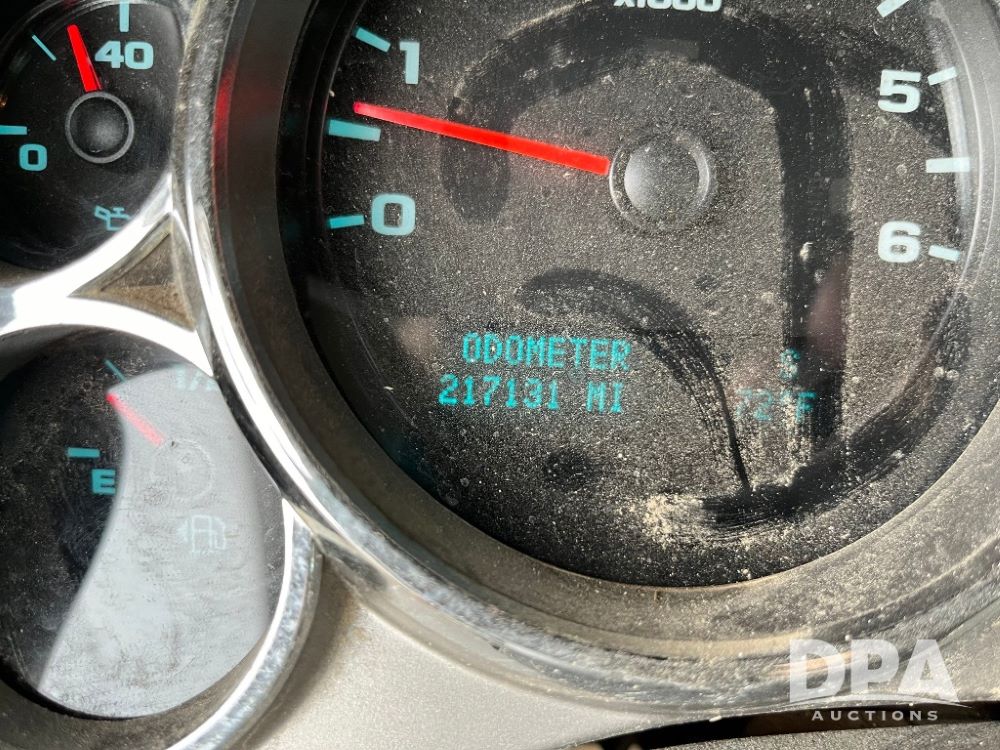 40
0
x1000
1
0
5
6
ODOMETER
217131 MI
S
72°F
E
DPA
AUCTIONS